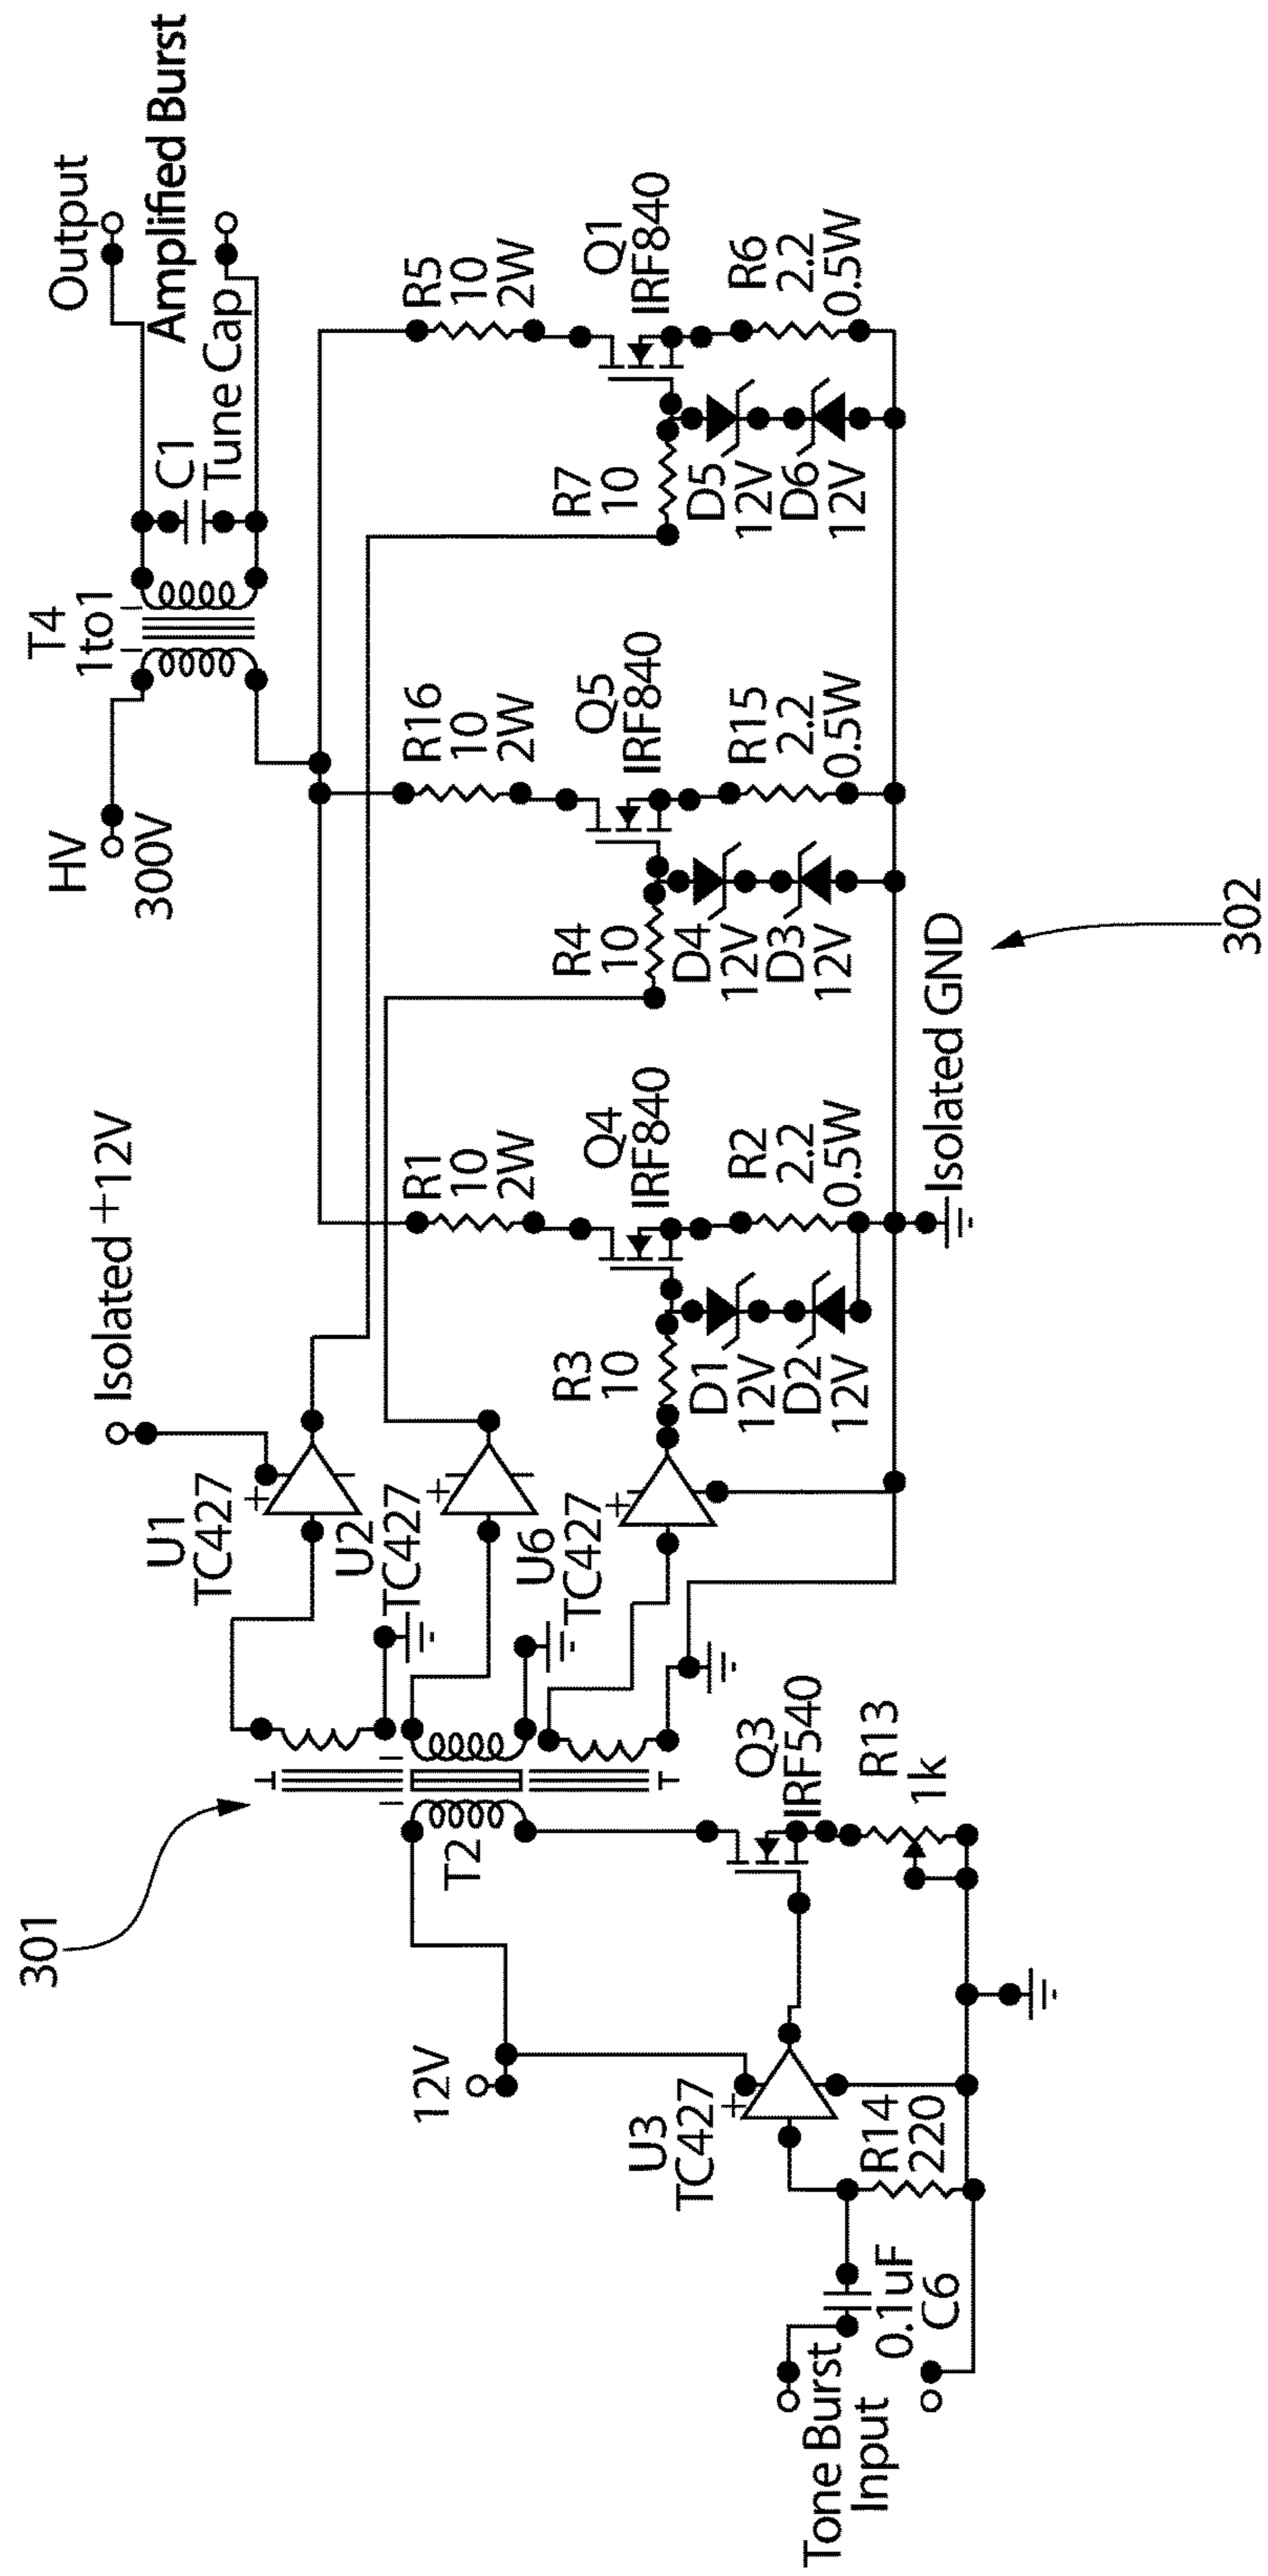 Tone Burst
Input
0.1uF
C6
R14
220
U3
TC427
12V
301
T2
Q3
IRF540
R13
1k
U1
TC427
U2
TC427
U6
TC427
Isolated +12V
R3
10
D1
12V
D2
12V
R1
10
2W
Q4
IRF840
R2
2.2
0.5W
Isolated GND
302
R4
10
D4
12V
D3
12V
R16
10
2W
Q5
IRF840
R15
2.2
0.5W
HV
300V
T4
1to1
C1
Tune Cap
Output
Amplified Burst
R7
10
D5
12V
D6
12V
R5
10
2W
Q1
IRF840
R6
2.2
0.5W